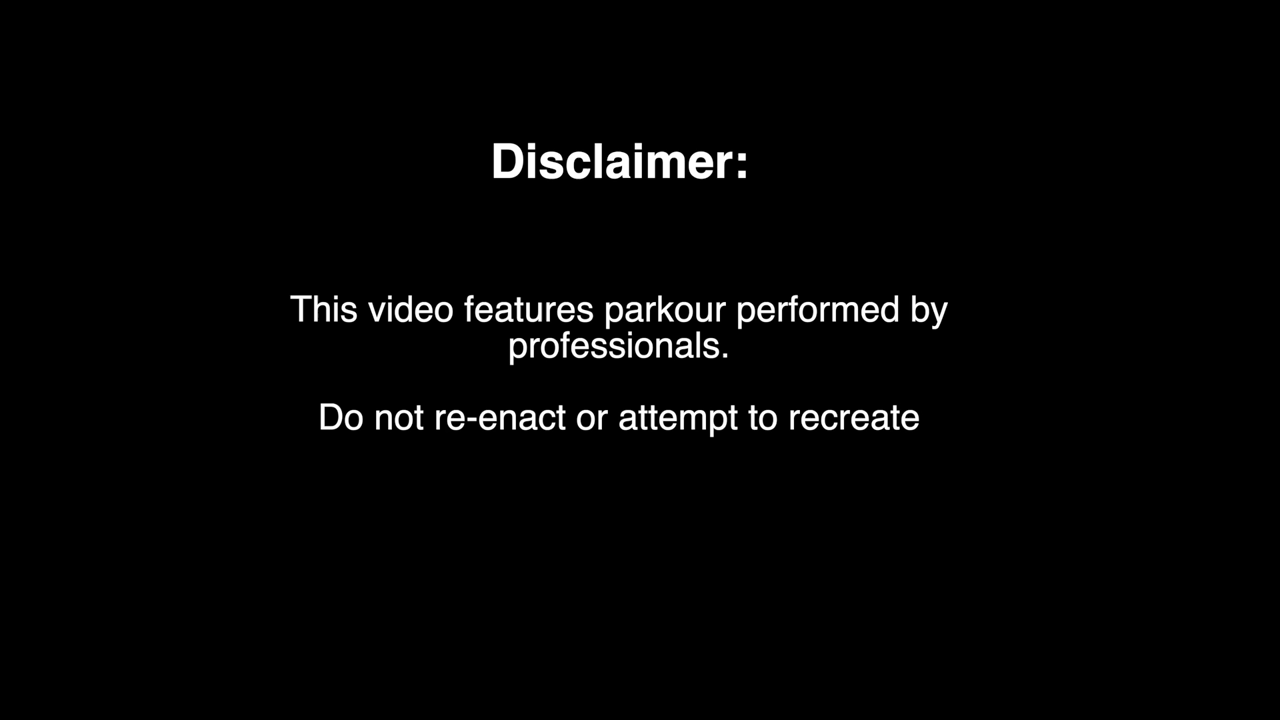 Disclaimer:
This video features parkour performed by
professionals.
Do not re-enact or attempt to recreate